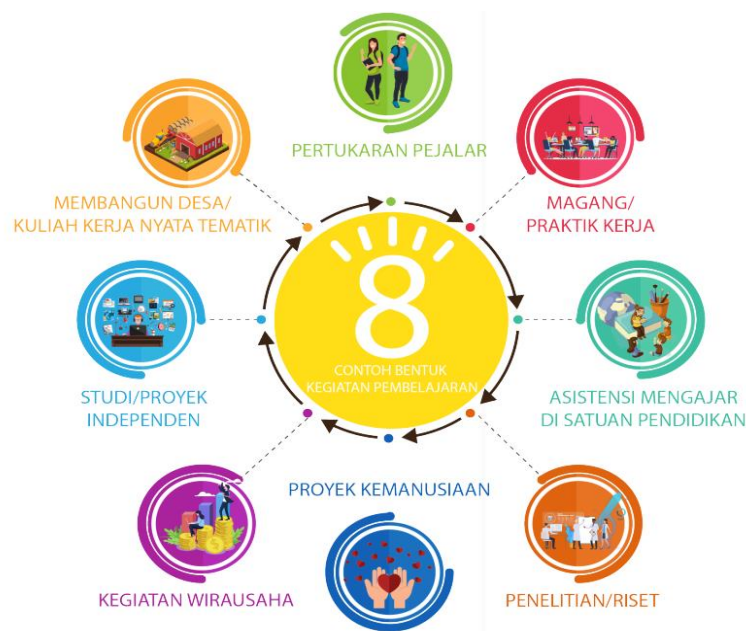 PERTUKARAN PEJALAR
MAGANG/
PRAKTIK KERJA
ASISTENSI MENGAJAR
DI SATUAN PENDIDIKAN
PENELITIAN/RISET
PROYEK KEMANUSIAAN
KEGIATAN WIRAUSAHA
STUDI/PROYEK
INDEPENDEN
MEMBANGUN DESA/
KULIAH KERJA NYATA TEMATIK
8
CONTOH BENTUK
KEGIATAN PEMBELAJARAN